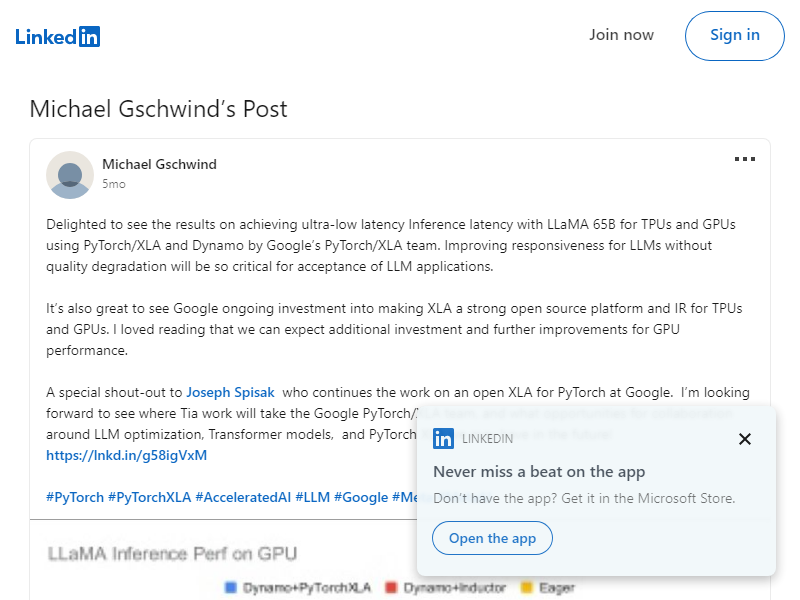 LinkedIn
Join now
Sign in
Michael Gschwind's Post
Michael Gschwind
5mo
Delighted to see the results on achieving ultra-low latency Inference latency with LLaMA 65B for TPUs and GPUs
using PyTorch/XLA and Dynamo by Google's PyTorch/XLA team. Improving responsiveness for LLMs without
quality degradation will be so critical for acceptance of LLM applications.
It's also great to see Google ongoing investment into making XLA a strong open source platform and IR for TPUs
and GPUs. I loved reading that we can expect additional investment and further improvements for GPU
performance.
A special shout-out to Joseph Spisak who continues the work on an open XLA for PyTorch at Google. I'm looking
forward to see where Tia work will take the Google PyTorch/XLA team, and what opportunities for collaboration
around LLM optimization, Transformer models, and PyTorch
https://lnkd.in/g58igVxM
#PyTorch #PyTorchXLA #AcceleratedAI #LLM #Google
in LINKEDIN
Never miss a beat on the app
Don't have the app? Get it in the Microsoft Store.
Open the app
LLaMA Inference Perf on GPU
Dynamo+PyTorchXLA Dynamo+Inductor Eager